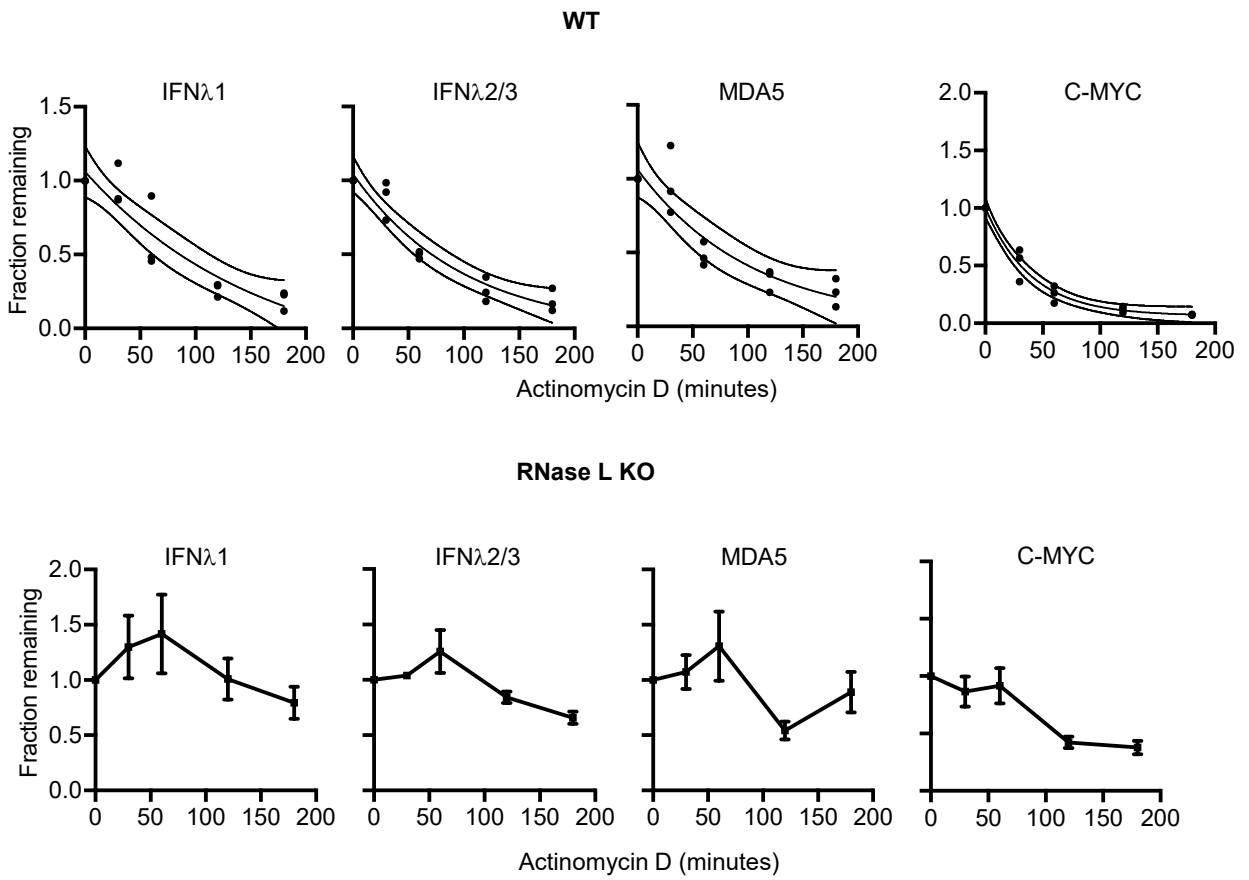 WT
IFNλ1
IFNλ2/3
MDA5
C-MYC
Fraction remaining
1.5
1.0
0.5
0.0
0 50 100 150 200
0 50 100 150 200
0 50 100 150 200
2.0
1.5
1.0
0.5
0.0
0 50 100 150 200
Actinomycin D (minutes)
RNase L KO
IFNλ1
IFNλ2/3
MDA5
C-MYC
Fraction remaining
2.0
1.5
1.0
0.5
0.0
0 50 100 150 200
0 50 100 150 200
0 50 100 150 200
0 50 100 150 200
Actinomycin D (minutes)